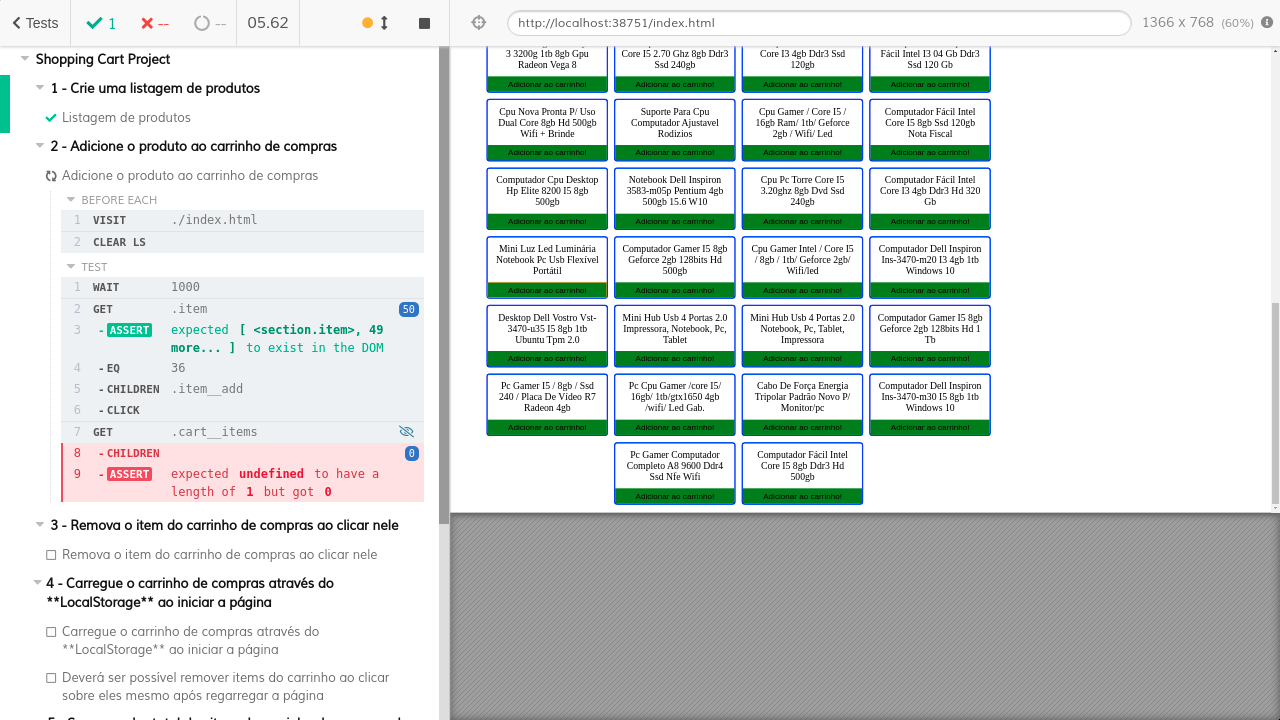 Tests
1
--
--
05.62
http://localhost:38751/index.html
1366 x 768 (60%)
Shopping Cart Project
1 - Crie uma listagem de produtos
Listagem de produtos
2 - Adicione o produto ao carrinho de compras
Adicione o produto ao carrinho de compras
BEFORE EACH
1 VISIT ./index.html
2 CLEAR LS
TEST
1 WAIT 1000
2 GET .item 50
3 -ASSERT expected [ <section.item>, 49
more... ] to exist in the DOM
4 -EQ 36
5 -CHILDREN .item__add
6 -CLICK
7 GET .cart__items
8 -CHILDREN 0
9 -ASSERT expected undefined to have a
length of 1 but got 0
3 - Remova o item do carrinho de compras ao clicar nele
Remova o item do carrinho de compras ao clicar nele
4 - Carregue o carrinho de compras através do
**LocalStorage** ao iniciar a página
Carregue o carrinho de compras através do
**LocalStorage** ao iniciar a página
Deverá ser possível remover items do carrinho ao clicar
sobre eles mesmo após regarregar a página
3 3200g 1tb 8gb Gpu
Radeon Vega 8
Adicionar ao carrinho!
Core I5 2.70 Ghz 8gb Ddr3
Ssd 240gb
Adicionar ao carrinho!
Core I3 4gb Ddr3 Ssd
120gb
Adicionar ao carrinho!
Fácil Intel I3 04 Gb Ddr3
Ssd 120 Gb
Adicionar ao carrinho!
Cpu Nova Pronta P/ Uso
Dual Core 8gb Hd 500gb
Wifi + Brinde
Adicionar ao carrinho!
Suporte Para Cpu
Computador Ajustavel
Rodizios
Adicionar ao carrinho!
Cpu Gamer / Core I5 /
16gb Ram/ 1tb/ Geforce
2gb / Wifi/ Led
Adicionar ao carrinho!
Computador Fácil Intel
Core I5 8gb Ssd 120gb
Nota Fiscal
Adicionar ao carrinho!
Computador Cpu Desktop
Hp Elite 8200 I5 8gb
500gb
Adicionar ao carrinho!
Notebook Dell Inspiron
3583-m05p Pentium 4gb
500gb 15.6 W10
Adicionar ao carrinho!
Cpu Pc Torre Core I5
3.20ghz 8gb Dvd Ssd
240gb
Adicionar ao carrinho!
Computador Fácil Intel
Core I3 4gb Ddr3 Hd 320
Gb
Adicionar ao carrinho!
Mini Luz Led Luminária
Notebook Pc Usb Flexível
Portátil
Adicionar ao carrinho!
Computador Gamer I5 8gb
Geforce 2gb 128bits Hd
500gb
Adicionar ao carrinho!
Cpu Gamer Intel / Core I5
/ 8gb / 1tb/ Geforce 2gb/
Wifi/led
Adicionar ao carrinho!
Computador Dell Inspiron
Ins-3470-m20 I3 4gb 1tb
Windows 10
Adicionar ao carrinho!
Desktop Dell Vostro Vst-
3470-u35 I5 8gb 1tb
Ubuntu Tpm 2.0
Adicionar ao carrinho!
Mini Hub Usb 4 Portas 2.0
Impressora, Notebook, Pc,
Tablet
Adicionar ao carrinho!
Mini Hub Usb 4 Portas 2.0
Notebook, Pc, Tablet,
Impressora
Adicionar ao carrinho!
Computador Gamer I5 8gb
Geforce 2gb 128bits Hd 1
Tb
Adicionar ao carrinho!
Pc Gamer I5 / 8gb / Ssd
240 / Placa De Vídeo R7
Radeon 4gb
Adicionar ao carrinho!
Pc Cpu Gamer /core I5/
16gb/ 1tb/gtx1650 4gb
/wifi/ Led Gab.
Adicionar ao carrinho!
Cabo De Força Energia
Tripolar Padrão Novo P/
Monitor/pc
Adicionar ao carrinho!
Computador Dell Inspiron
Ins-3470-m30 I5 8gb 1tb
Windows 10
Adicionar ao carrinho!
Pc Gamer Computador
Completo A8 9600 Ddr4
Ssd Nfe Wifi
Adicionar ao carrinho!
Computador Fácil Intel
Core I5 8gb Ddr3 Hd
500gb
Adicionar ao carrinho!